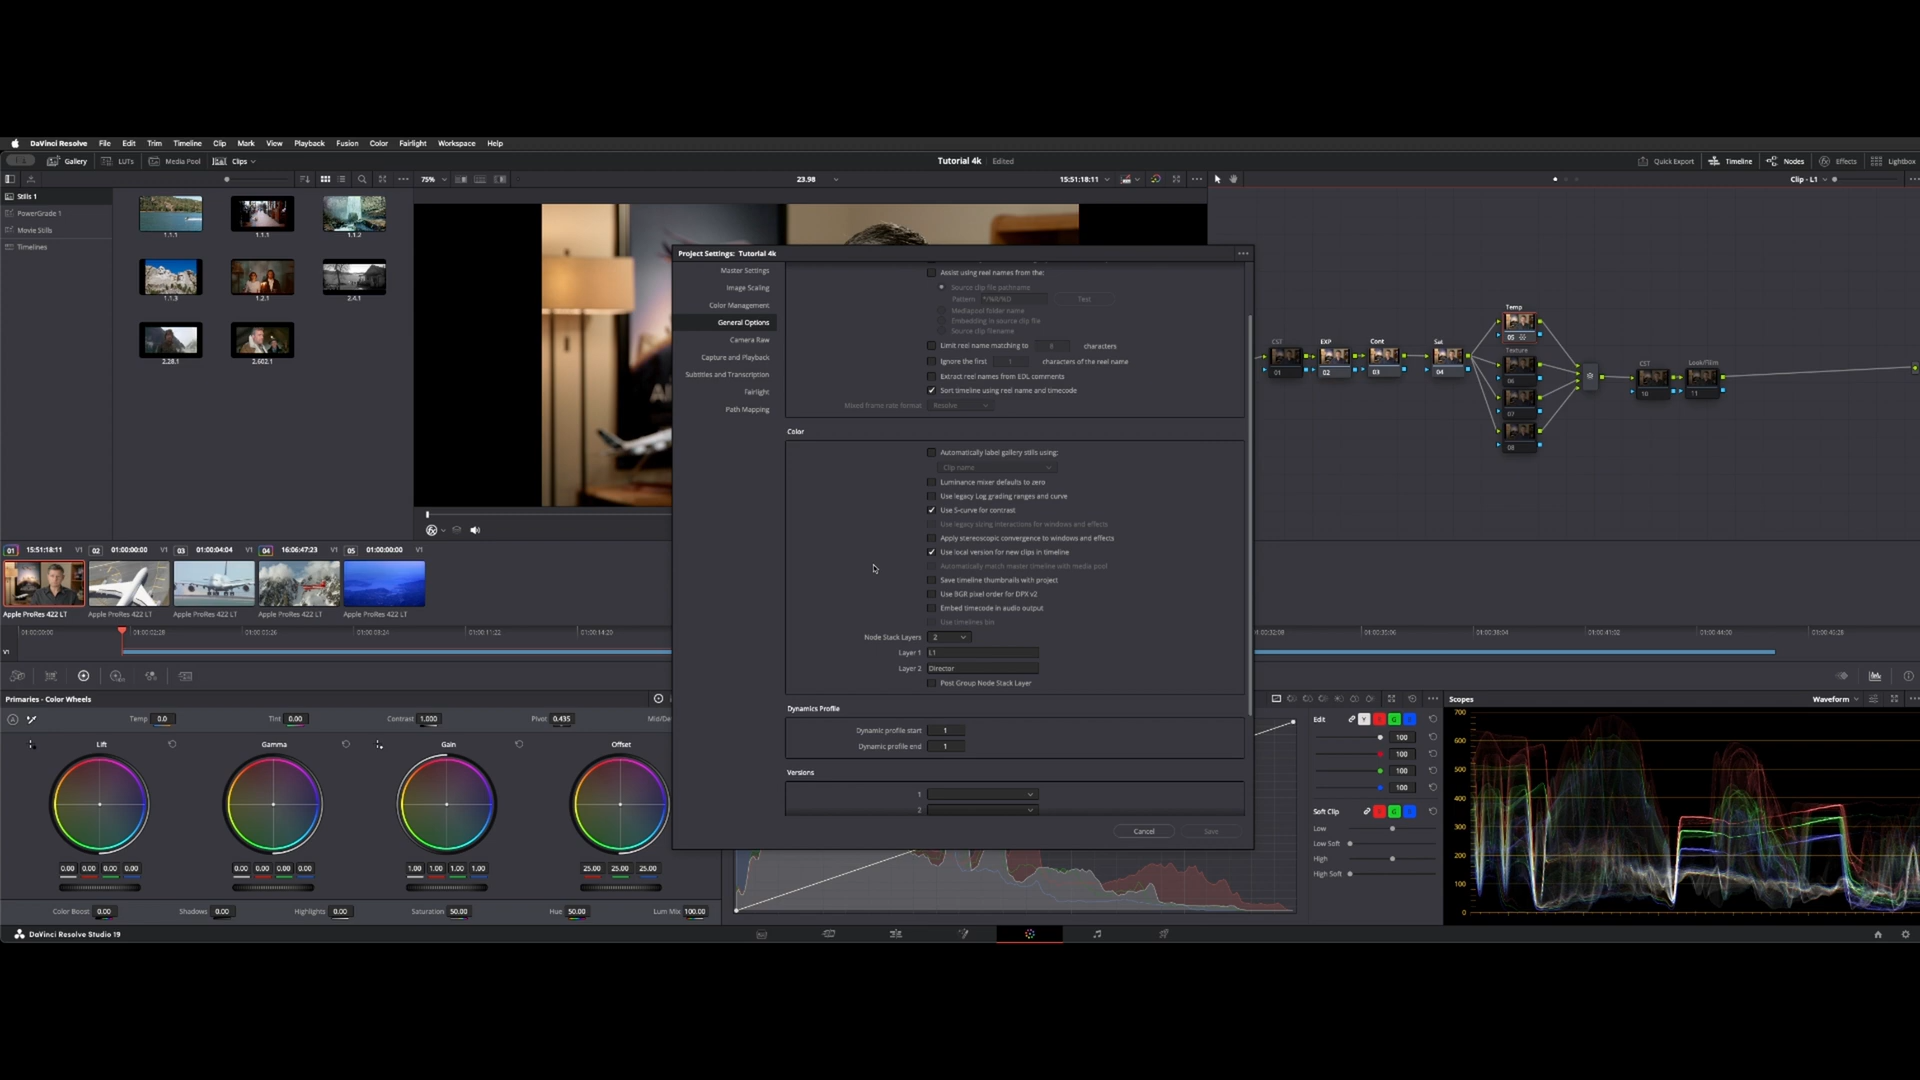 DaVinci Resolve File Edit Trim Timeline Clip Mark View Playback Fusion Color Fairlight Workspace Help
Gallery LUTs Media Pool Clips Tutorial 4k Edited Quick Export Timeline Nodes Effects Lightbox
75% 23.98 15:51:18:11 Clip - L1
Stills 1
PowerGrade 1
Movie Stills
Timelines
1.1.1 1.1.1 1.1.2
1.1.3 1.2.1 2.4.1
2.28.1 2.602.1
Project Settings: Tutorial 4k
Master Settings
Image Scaling
Color Management
General Options
Camera Raw
Capture and Playback
Subtitles and Transcription
Fairlight
Path Mapping
Assist using reel names from the:
Source clip file pathname
Pattern */%R/%D Test
Mediapool folder name
Embedding in source clip file
Source clip filename
Limit reel name matching to 8 characters
Ignore the first 1 characters of the reel name
Extract reel names from EDL comments
Sort timeline using reel name and timecode
Mixed frame rate format Resolve
Color
Automatically label gallery stills using:
Clip name
Luminance mixer defaults to zero
Use legacy Log grading ranges and curve
Use S-curve for contrast
Use legacy sizing interactions for windows and effects
Apply stereoscopic convergence to windows and effects
Use local version for new clips in timeline
Automatically match master timeline with media pool
Save timeline thumbnails with project
Use BGR pixel order for DPX v2
Embed timecode in audio output
Use timelines bin
Node Stack Layers 2
Layer 1 L1
Layer 2 Director
Post Group Node Stack Layer
Dynamics Profile
Dynamic profile start 1
Dynamic profile end 1
Versions
1
2
Cancel Save
CST EXP Cont Sat Temp Texture CST Look/Trim
01 02 03 04 05 06 07 08 10 11
01 15:51:18:11 V1 02 01:00:00:00 V1 03 01:00:04:04 V1 04 16:06:47:23 V1 05 01:00:00:00 V1
Apple ProRes 422 LT Apple ProRes 422 LT Apple ProRes 422 LT Apple ProRes 422 LT Apple ProRes 422 LT
01:00:00:00 01:00:02:28 01:00:05:26 01:00:11:22 01:00:14:20 01:00:35:06 01:00:38:04 01:00:41:02 01:00:44:00
V1
Primaries - Color Wheels
Temp 0.0 Tint 0.00 Contrast 1.000 Pivot 0.435 Mid/De
Lift Gamma Gain Offset
0.00 0.00 0.00 0.00 0.00 0.00 0.00 0.00 1.00 1.00 1.00 1.00 25.00 25.00 25.00
Color Boost 0.00 Shadows 0.00 Highlights 0.00 Saturation 50.00 Hue 50.00 Lum Mix 100.00
Edit Y R G B
100
100
100
100
Soft Clip R G B
Low
Low Soft
High
High Soft
Scopes Waveform
700
600
500
400
300
200
100
0
DaVinci Resolve Studio 19